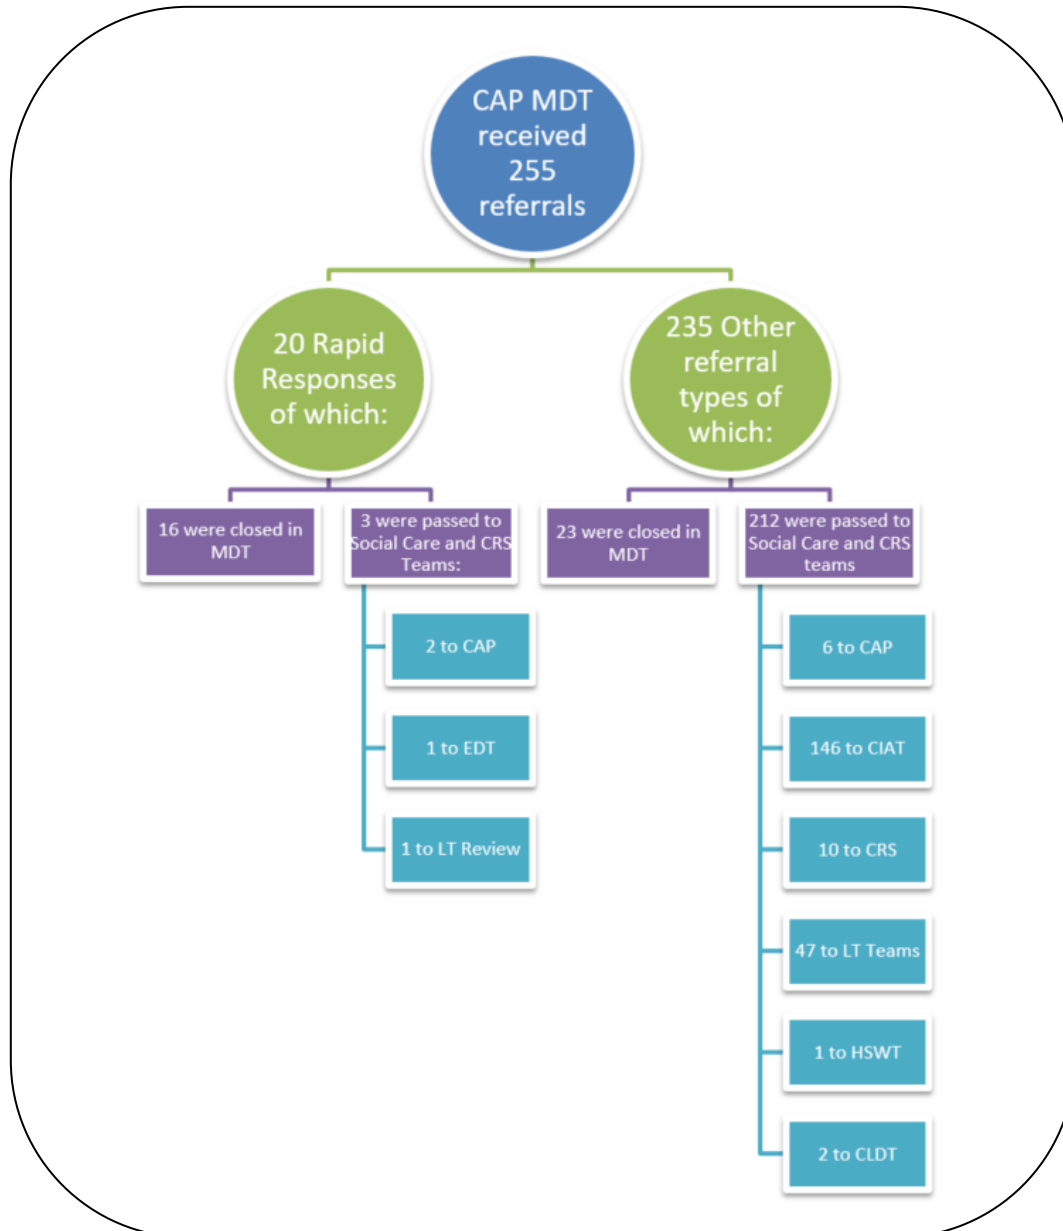 CAP MDT
received
255
referrals
20 Rapid
Responses
of which:
235 Other
referral
types of
which:
16 were closed in
MDT
3 were passed to
Social Care and CRS
Teams:
23 were closed in
MDT
212 were passed to
Social Care and CRS
teams
2 to CAP
1 to EDT
1 to LT Review
6 to CAP
146 to CIAT
10 to CRS
47 to LT Teams
1 to HSWT
2 to CLDT